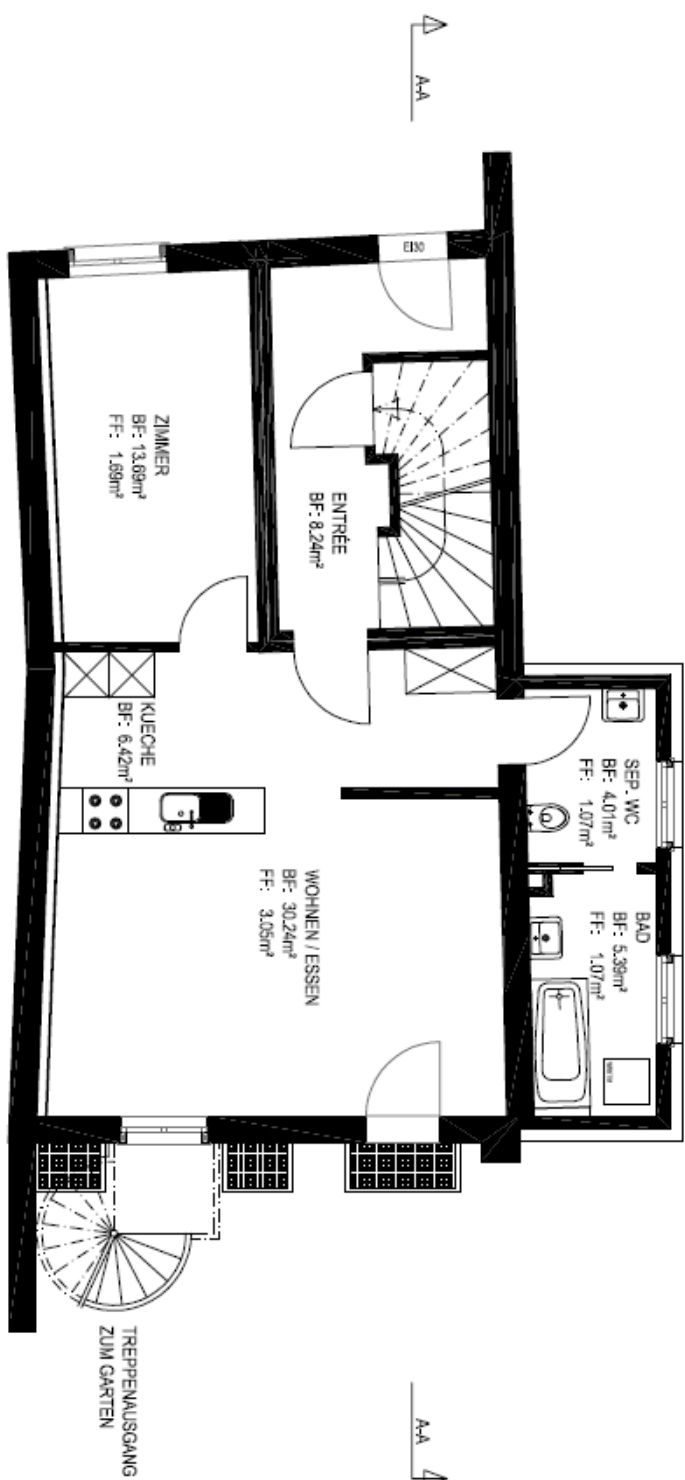 A-A
EI30
ZIMMER
BF: 13.69m²
FF: 1.69m²
ENTRÉE
BF: 8.24m²
KUECHE
BF: 6.42m²
SEP. WC
BF: 4.01m²
FF: 1.07m²
WOHNEN / ESSEN
BF: 30.24m²
FF: 3.05m²
BAD
BF: 5.39m²
FF: 1.07m²
TREPPENAUSGANG
ZUM GARTEN
A-A